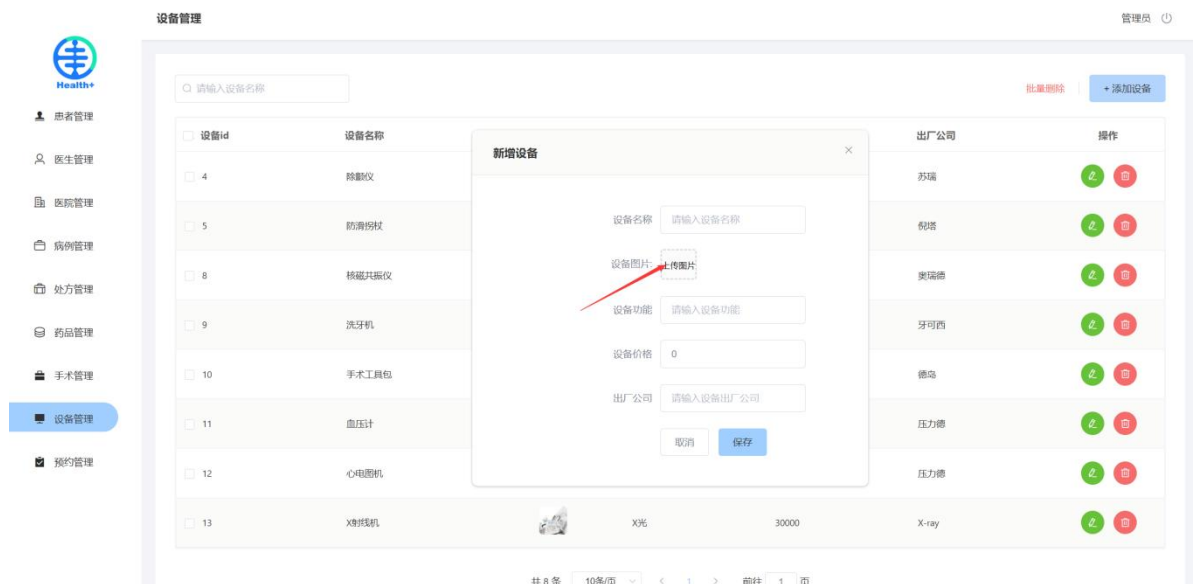 设备管理
管理员
Health+
请输入设备名称
批量删除
+ 添加设备
患者管理
医生管理
医院管理
病例管理
处方管理
药品管理
手术管理
设备管理
预约管理
设备id 设备名称 出厂公司 操作
4 除颤仪 苏瑞
5 防滑拐杖 倪塔
8 核磁共振仪 奥瑞德
9 洗牙机 牙可西
10 手术工具包 德岛
11 血压计 压力德
12 心电图机 压力德
13 X射线机 X光 30000 X-ray
新增设备
设备名称 请输入设备名称
设备图片: 上传图片
设备功能 请输入设备功能
设备价格 0
出厂公司 请输入设备出厂公司
取消 保存
共 8 条 10条/页 1 前往 1 页